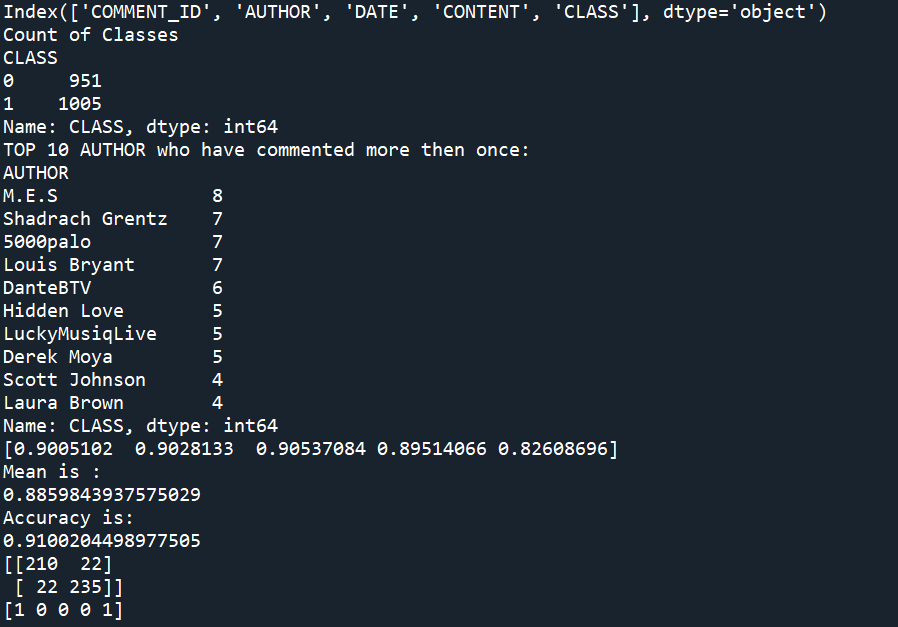 Index(['COMMENT_ID', 'AUTHOR', 'DATE', 'CONTENT', 'CLASS'], dtype='object')
Count of Classes
CLASS
0     951
1    1005
Name: CLASS, dtype: int64
TOP 10 AUTHOR who have commented more then once:
AUTHOR
M.E.S              8
Shadrach Grentz    7
5000palo           7
Louis Bryant       7
DanteBTV           6
Hidden Love        5
LuckyMusiqLive     5
Derek Moya         5
Scott Johnson      4
Laura Brown        4
Name: CLASS, dtype: int64
[0.9005102  0.9028133  0.90537084 0.89514066 0.82608696]
Mean is :
0.8859843937575029
Accuracy is:
0.9100204498977505
[[210  22]
 [ 22 235]]
[1 0 0 0 1]